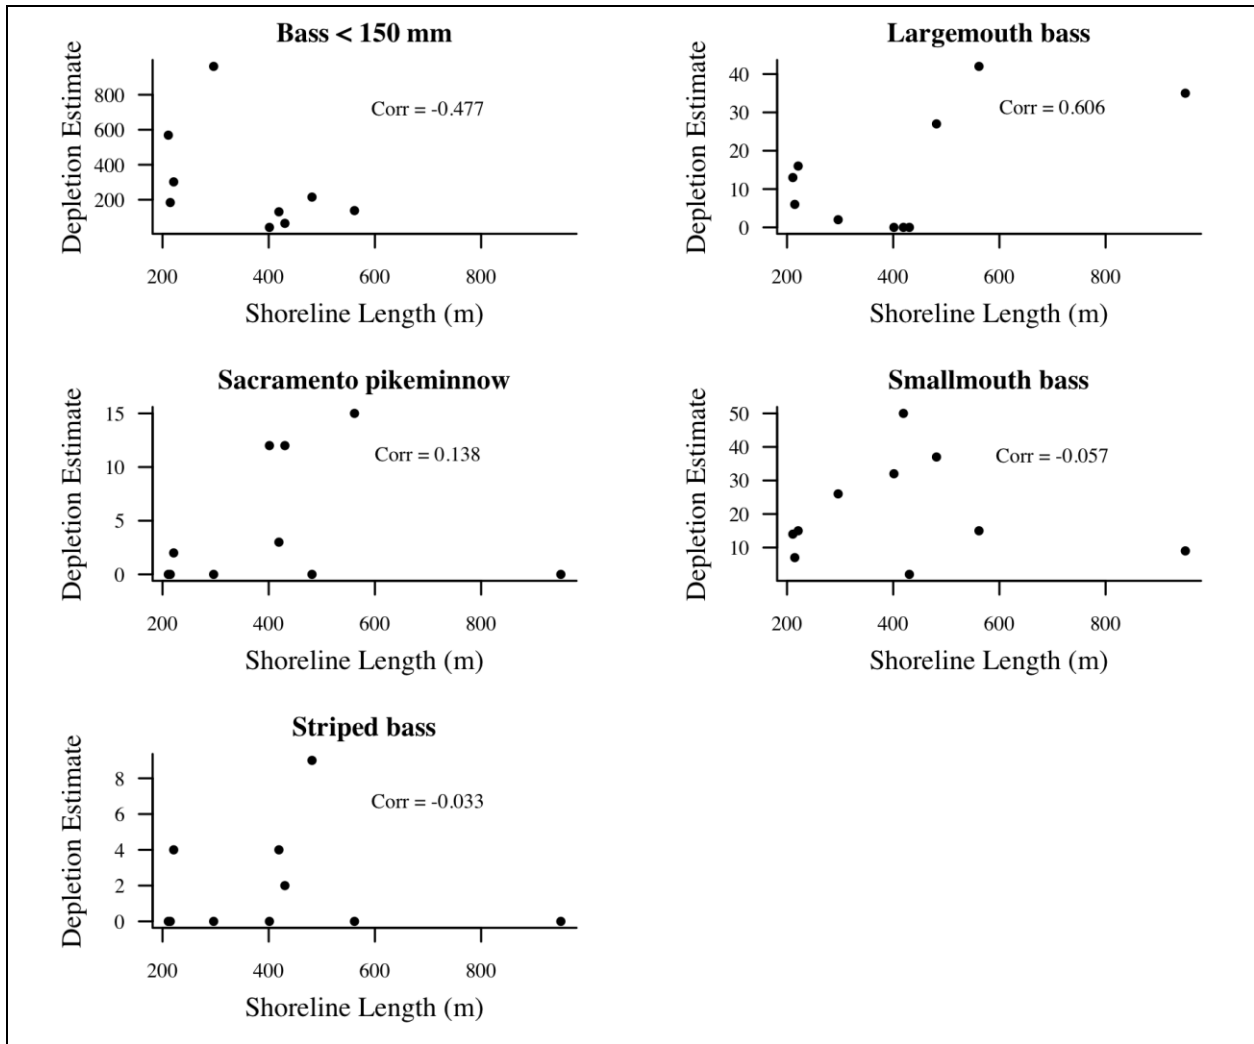 Bass < 150 mm
Depletion Estimate
800
600
400
200
Corr = -0.477
200 400 600 800
Shoreline Length (m)
Largemouth bass
Depletion Estimate
40
30
20
10
0
Corr = 0.606
200 400 600 800
Shoreline Length (m)
Sacramento pikeminnow
Depletion Estimate
15
10
5
0
Corr = 0.138
200 400 600 800
Shoreline Length (m)
Smallmouth bass
Depletion Estimate
50
40
30
20
10
Corr = -0.057
200 400 600 800
Shoreline Length (m)
Striped bass
Depletion Estimate
8
6
4
2
0
Corr = -0.033
200 400 600 800
Shoreline Length (m)